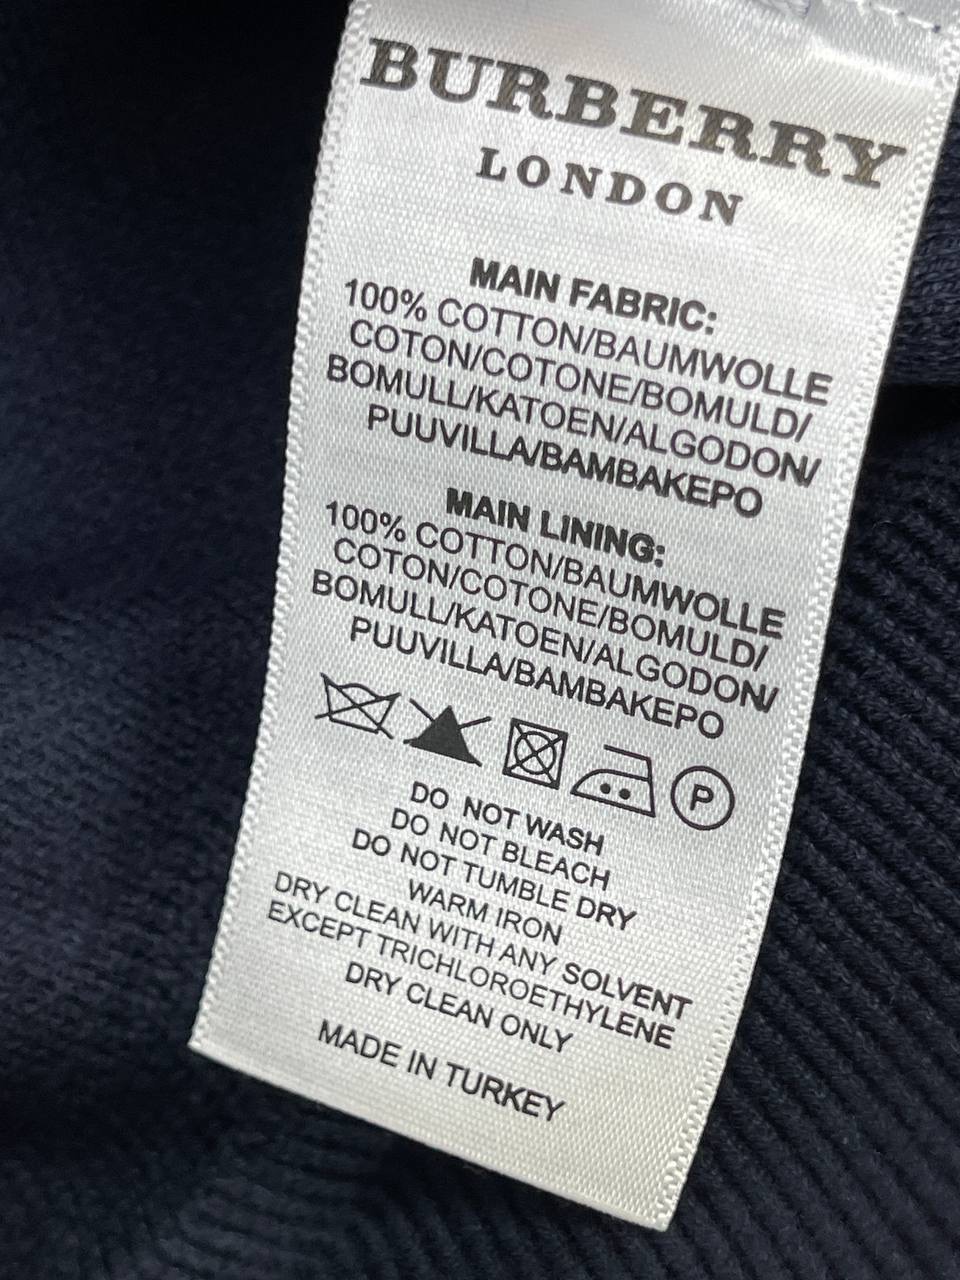 BURBERRY
LONDON
MAIN FABRIC:
100% COTTON/BAUMWOLLE
COTON/COTONE/BOMULD/
BOMULL/KATOEN/ALGODON/
PUUVILLA/BAMBAKEPO
MAIN LINING:
100% COTTON/BAUMWOLLE
COTON/COTONE/BOMULD/
BOMULL/KATOEN/ALGODON/
PUUVILLA/BAMBAKEPO
P
DO NOT WASH
DO NOT BLEACH
DO NOT TUMBLE DRY
WARM IRON
DRY CLEAN WITH ANY SOLVENT
EXCEPT TRICHLOROETHYLENE
DRY CLEAN ONLY
MADE IN TURKEY